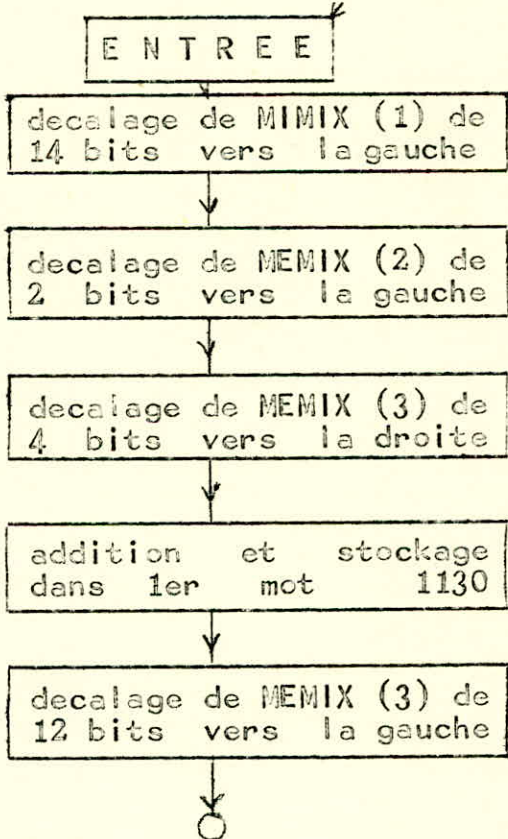 E N T R E E
decalage de MIMIX (1) de
14 bits vers la gauche
decalage de MEMIX (2) de
2 bits vers la gauche
decalage de MEMIX (3) de
4 bits vers la droite
addition et stockage
dans 1er mot 1130
decalage de MEMIX (3) de
12 bits vers la gauche